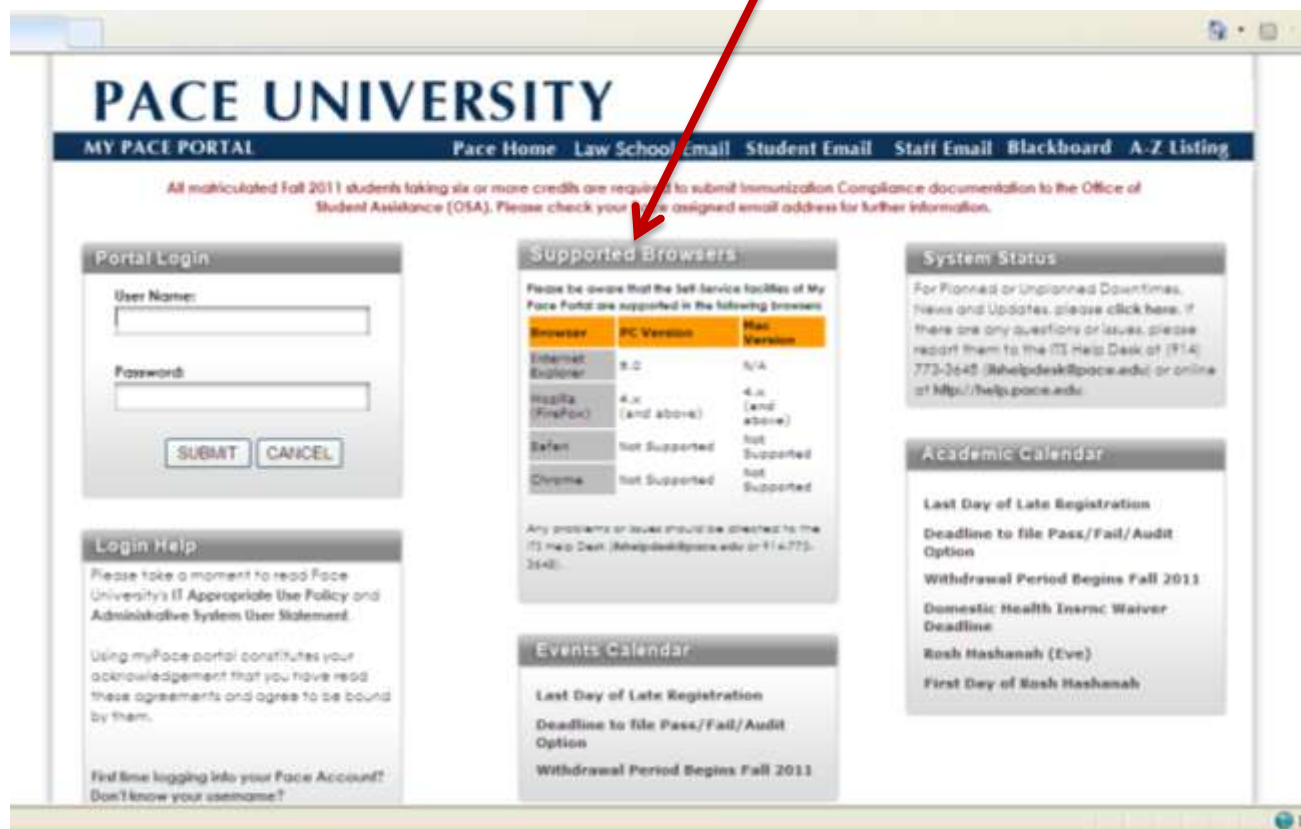 PACE UNIVERSITY
MY PACE PORTAL Pace Home Law School Email Student Email Staff Email Blackboard A-Z Listing
All matriculated Fall 2011 students taking six or more credits are required to submit Immunization Compliance documentation to the Office of
Student Assistance (OSA). Please check your assigned email address for further information.
Portal Login
User Name:
Password:
SUBMIT CANCEL
Login Help
Please take a moment to read Pace
University's IT Appropriate Use Policy and
Administrative System User Statement.
Using myPace portal constitutes your
acknowledgement that you have read
these agreements and agree to be bound
by them.
First time logging into your Pace Account?
Don't know your username?
Supported Browsers
Please be aware that the Self-Service facilities of My
Pace Portal are supported in the following browsers
Browser PC Version Mac
Version
Internet
Explorer N/A
Mozilla
(FireFox) 4.x
(and above) 4.x
(and
above)
Safari Not Supported Not
Supported
Chrome Not Supported Not
Supported
Any problems or issues should be directed to the
ITS Help Desk (itshelpdesk@pace.edu or 914-773-
3648).
Events Calendar
Last Day of Late Registration
Deadline to file Pass/Fail/Audit
Option
Withdrawal Period Begins Fall 2011
System Status
For Planned or Unplanned Downtimes,
News and Updates, please click here. If
there are any questions or issues, please
report them to the ITS Help Desk at (914)
773-3648 (itshelpdesk@pace.edu) or online
at http://help.pace.edu
Academic Calendar
Last Day of Late Registration
Deadline to file Pass/Fail/Audit
Option
Withdrawal Period Begins Fall 2011
Domestic Health Insrnc Waiver
Deadline
Rosh Hashanah (Eve)
First Day of Rosh Hashanah